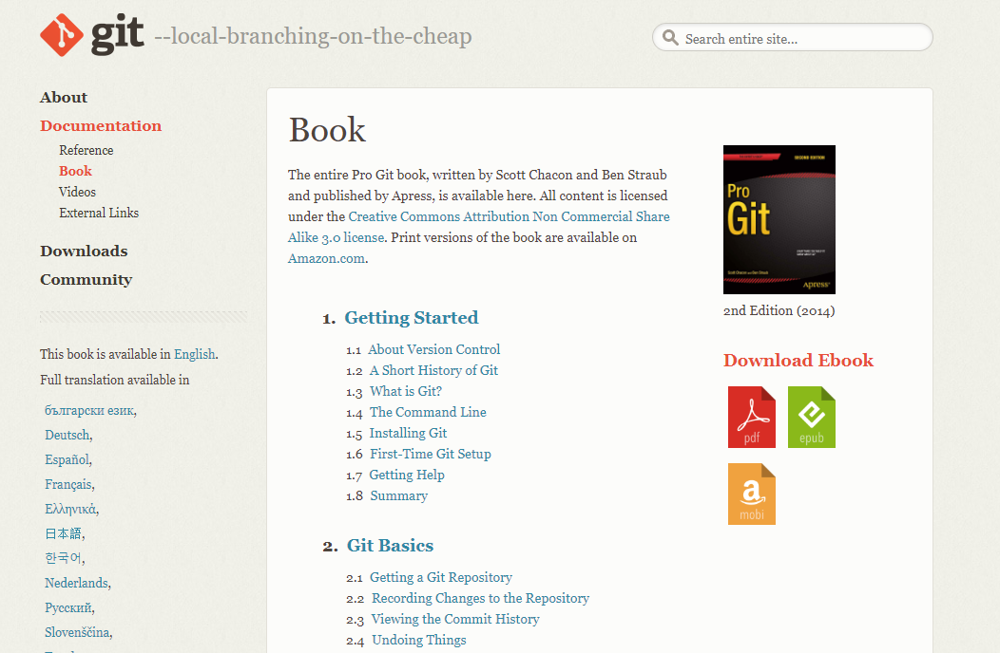 git --local-branching-on-the-cheap
Search entire site...
About
Documentation
Reference
Book
Videos
External Links
Downloads
Community
This book is available in English.
Full translation available in
български език,
Deutsch,
Español,
Français,
Ελληνικά,
日本語,
한국어,
Nederlands,
Русский,
Slovenščina,
Book
The entire Pro Git book, written by Scott Chacon and Ben Straub
and published by Apress, is available here. All content is licensed
under the Creative Commons Attribution Non Commercial Share
Alike 3.0 license. Print versions of the book are available on
Amazon.com.
1. Getting Started
1.1 About Version Control
1.2 A Short History of Git
1.3 What is Git?
1.4 The Command Line
1.5 Installing Git
1.6 First-Time Git Setup
1.7 Getting Help
1.8 Summary
2. Git Basics
2.1 Getting a Git Repository
2.2 Recording Changes to the Repository
2.3 Viewing the Commit History
2.4 Undoing Things
SECOND EDITION
Pro
Git
Scott Chacon and Ben Straub
Apress®
2nd Edition (2014)
Download Ebook
pdf
epub
a
mobi